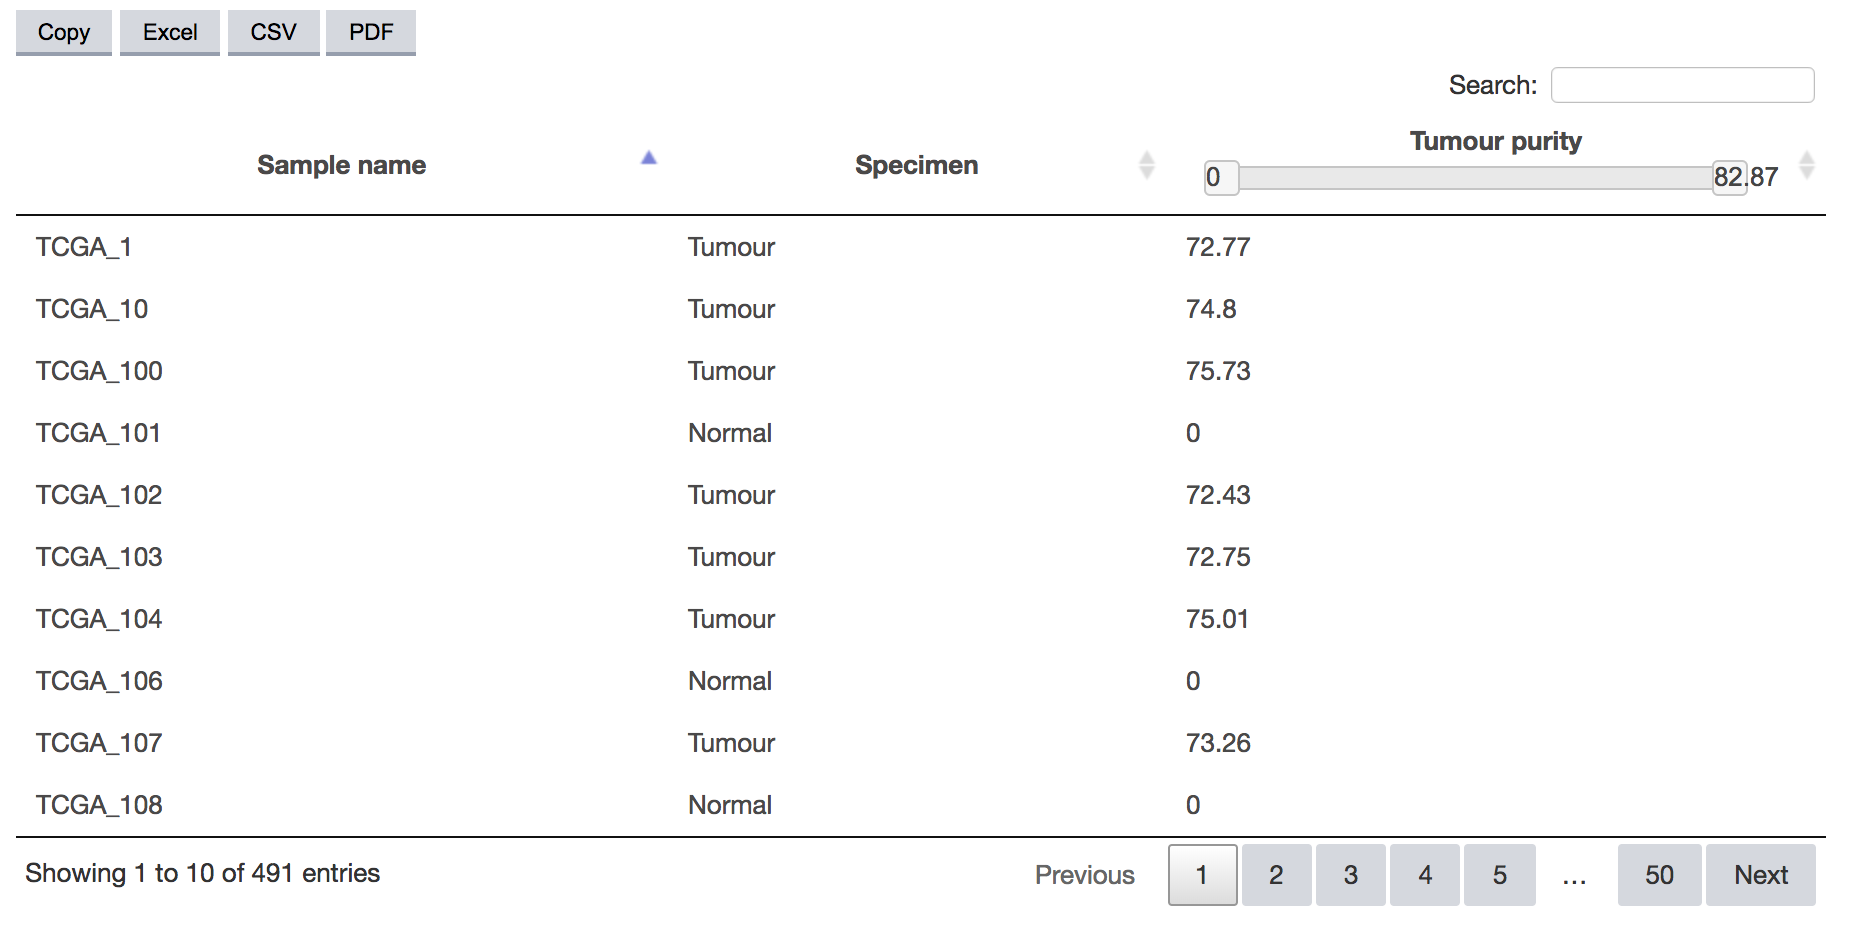 Copy Excel CSV PDF
Search:
Sample name Specimen Tumour purity
0 82.87
TCGA_1 Tumour 72.77
TCGA_10 Tumour 74.8
TCGA_100 Tumour 75.73
TCGA_101 Normal 0
TCGA_102 Tumour 72.43
TCGA_103 Tumour 72.75
TCGA_104 Tumour 75.01
TCGA_106 Normal 0
TCGA_107 Tumour 73.26
TCGA_108 Normal 0
Showing 1 to 10 of 491 entries Previous 1 2 3 4 5 ... 50 Next